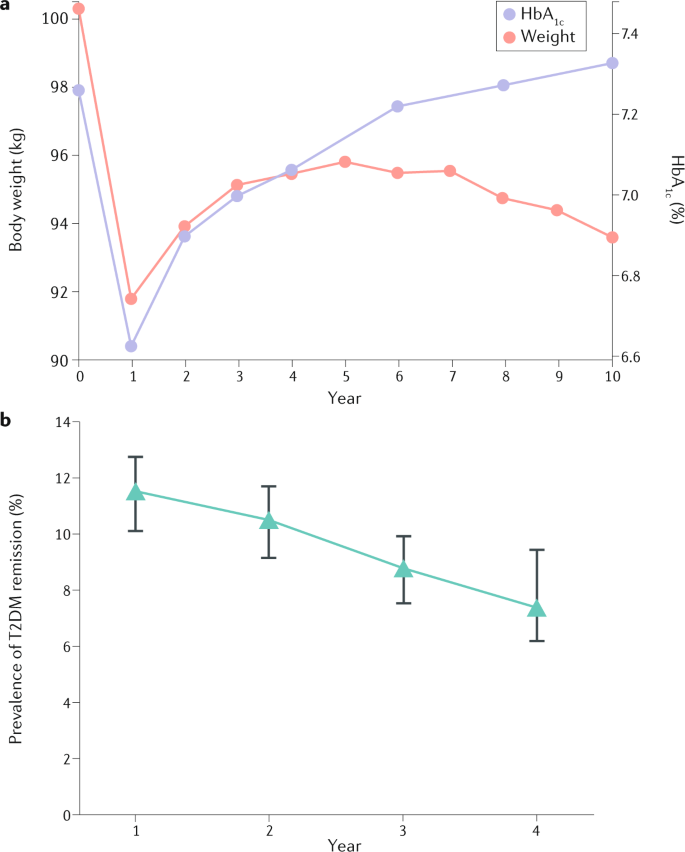 a
HbA1c
Weight
Body weight (kg)
100
98
96
94
92
90
7.4
7.2
7.0
6.8
6.6
HbA1c (%)
0 1 2 3 4 5 6 7 8 9 10
Year
b
Prevalence of T2DM remission (%)
14
12
10
8
6
4
2
0
1 2 3 4
Year